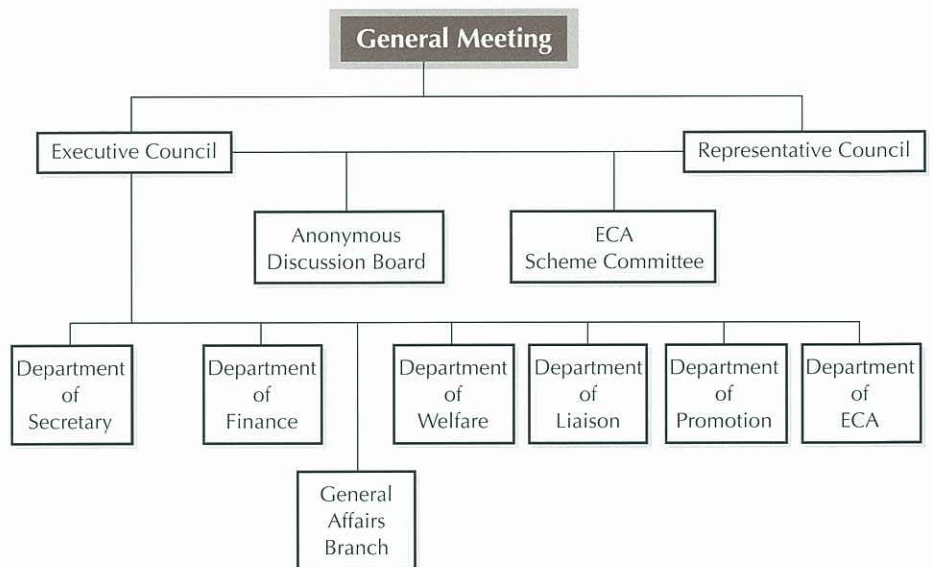 General Meeting
Executive Council
Representative Council
Anonymous
Discussion Board
ECA
Scheme Committee
Department
of
Secretary
Department
of
Finance
Department
of
Welfare
Department
of
Liaison
Department
of
Promotion
Department
of
ECA
General
Affairs
Branch